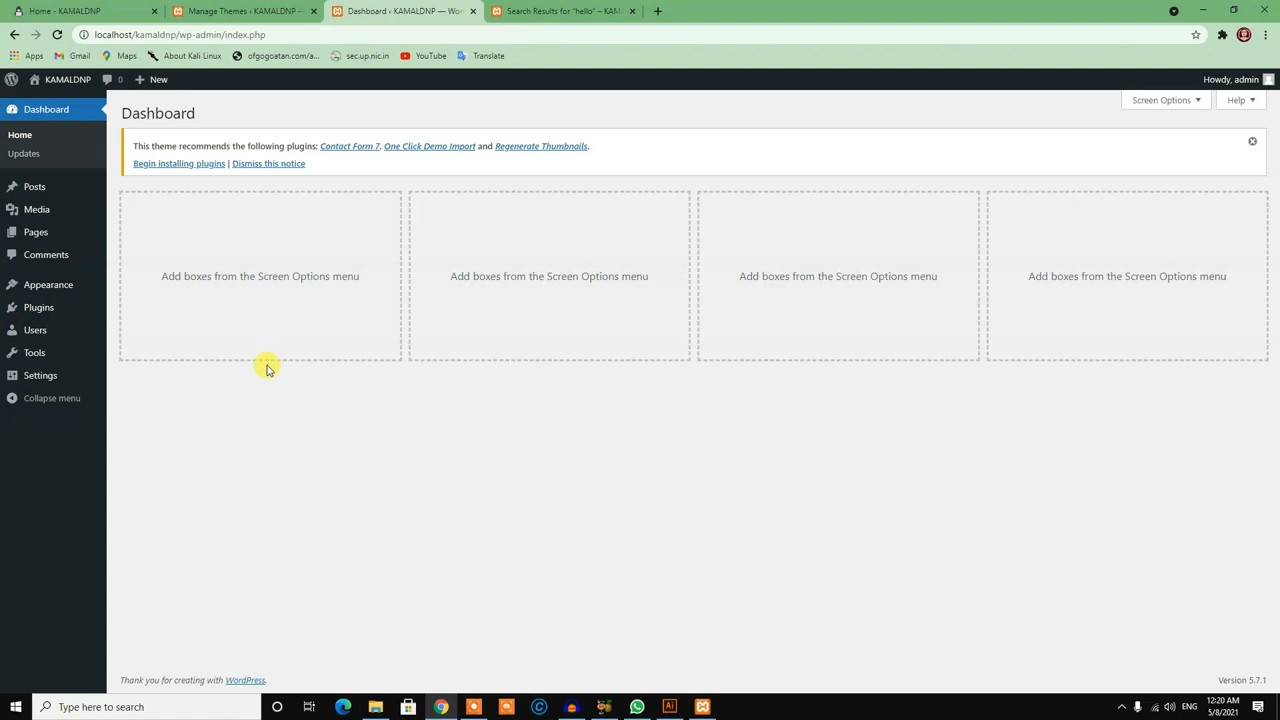 Home - KAMALDNP
Manage Themes ‹ KAMALDNP —
Dashboard ‹ KAMALDNP — Wor
Search Results for "hello" – KAM
localhost/kamaldnp/wp-admin/index.php
Apps
Gmail
Maps
About Kali Linux
ofgogoatan.com/a...
sec.up.nic.in
YouTube
Translate
KAMALDNP
0
New
Howdy, admin
Dashboard
Home
Updates
Posts
Media
Pages
Comments
Appearance
Plugins
Users
Tools
Settings
Collapse menu
Screen Options
Help
Dashboard
This theme recommends the following plugins: Contact Form 7, One Click Demo Import and Regenerate Thumbnails.
Begin installing plugins | Dismiss this notice
Add boxes from the Screen Options menu
Add boxes from the Screen Options menu
Add boxes from the Screen Options menu
Add boxes from the Screen Options menu
Thank you for creating with WordPress.
Version 5.7.1
Type here to search
Ai
ENG
12:20 AM
5/8/2021